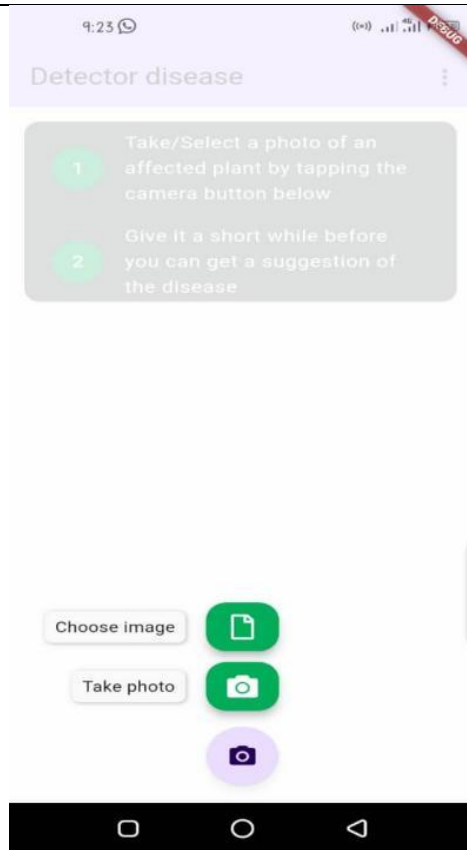 9:23
4G
DEBUG
Detector disease
1
Take/Select a photo of an
affected plant by tapping the
camera button below
2
Give it a short while before
you can get a suggestion of
the disease
Choose image
Take photo